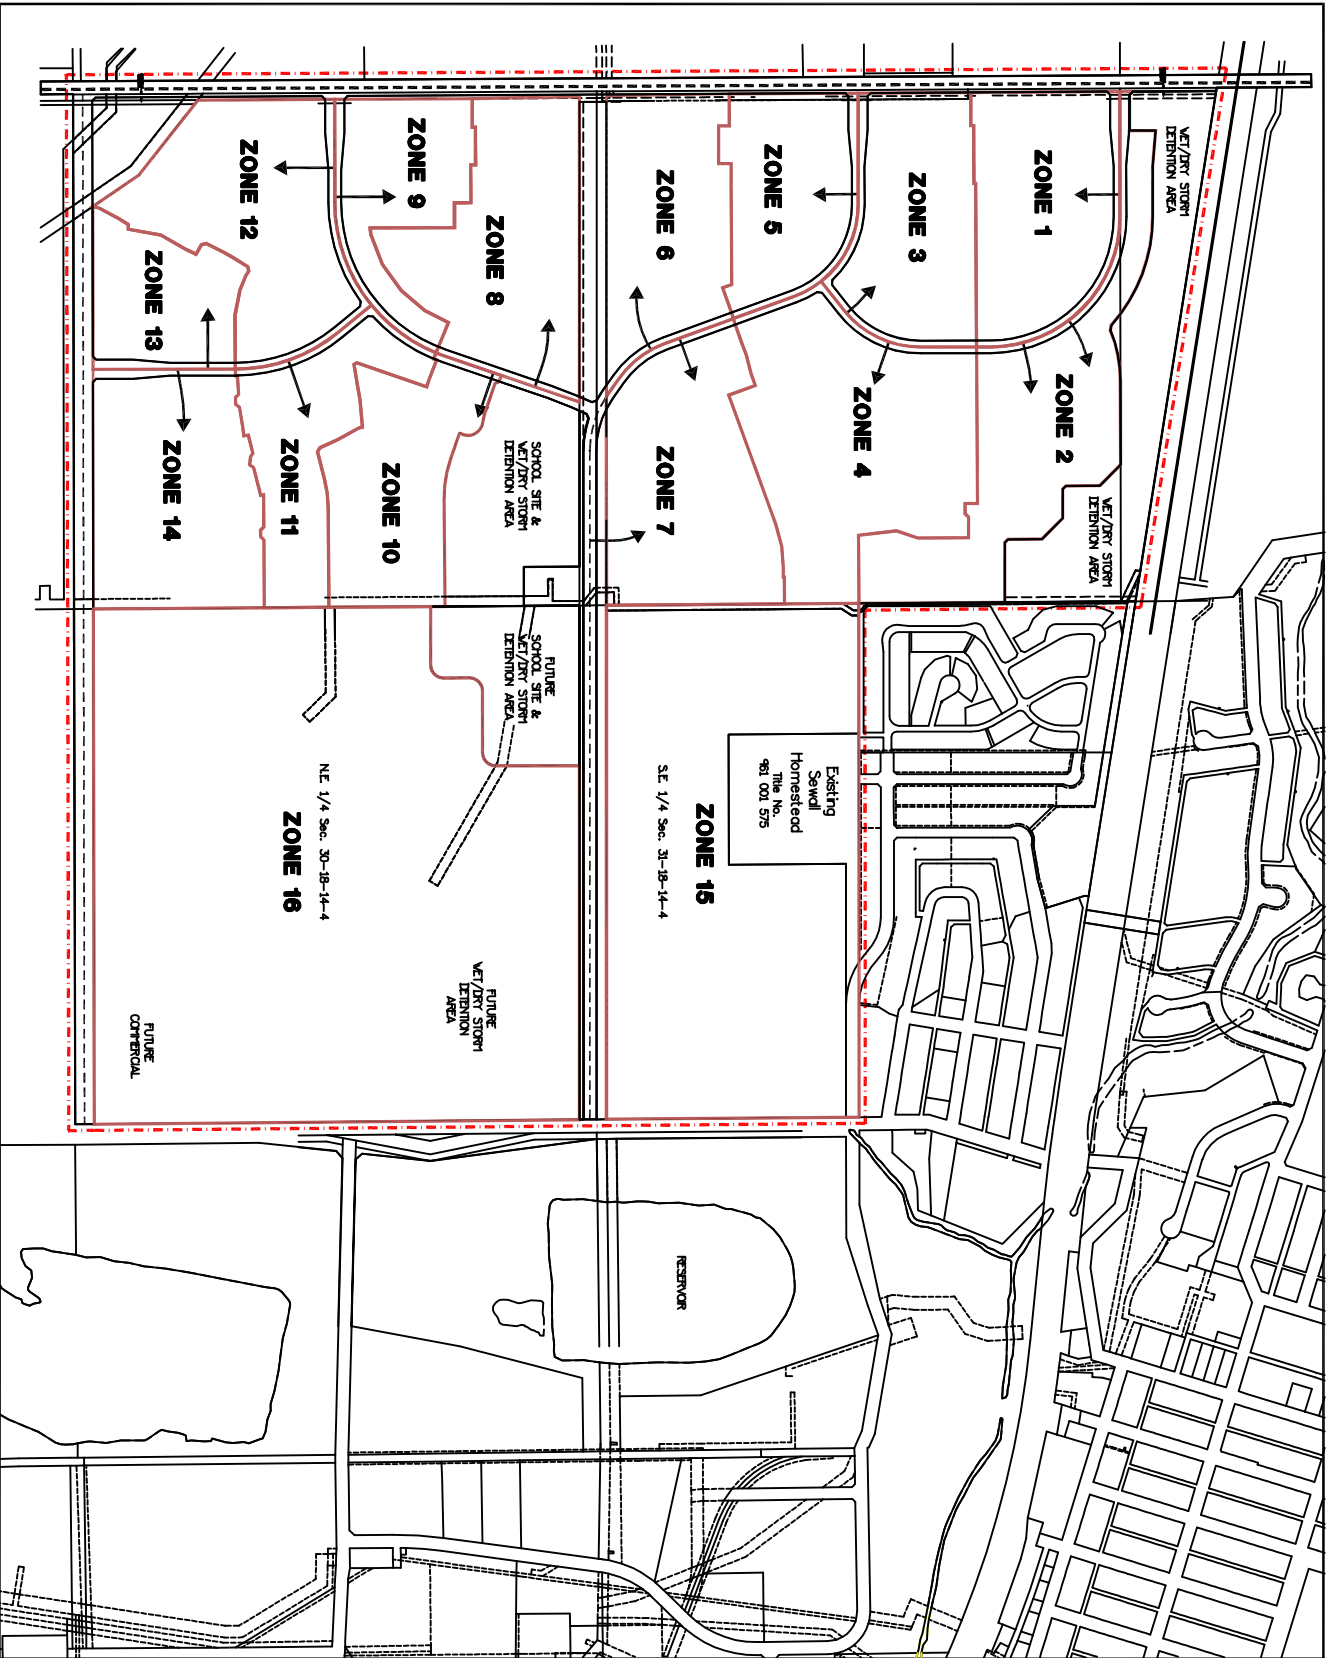 WET/DRY STORM
DETENTION AREA
ZONE 1
ZONE 2
WET/DRY STORM
DETENTION AREA
ZONE 3
ZONE 4
ZONE 5
ZONE 6
ZONE 7
ZONE 8
ZONE 9
ZONE 10
ZONE 11
ZONE 12
ZONE 13
ZONE 14
SCHOOL SITE &
WET/DRY STORM
DETENTION AREA
FUTURE
SCHOOL SITE &
WET/DRY STORM
DETENTION AREA
Existing
Sewall
Homestead
Title No.
961 001 575
ZONE 15
S.E. 1/4 Sec. 31-18-14-4
N.E. 1/4 Sec. 30-18-14-4
ZONE 16
FUTURE
WET/DRY STORM
DETENTION
AREA
FUTURE
COMMERCIAL
RESERVOIR